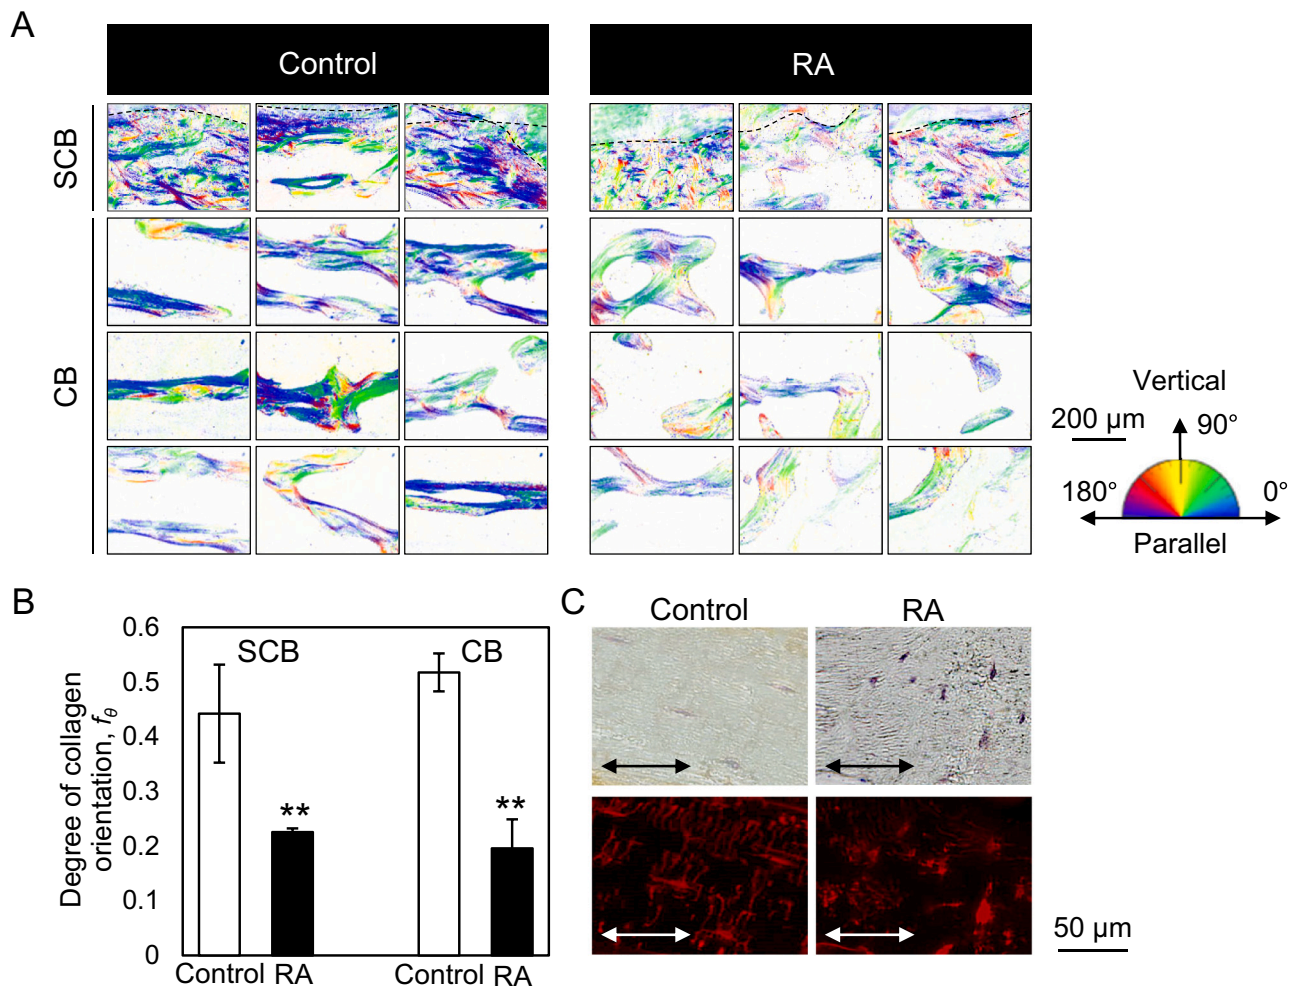 A
Control
RA
SCB
CB
Vertical
200 μm
90°
180°
0°
Parallel
B
Degree of collagen
orientation, fθ
0.6
0.5
0.4
0.3
0.2
0.1
0
SCB
CB
**
**
Control RA
Control RA
C
Control
RA
50 μm